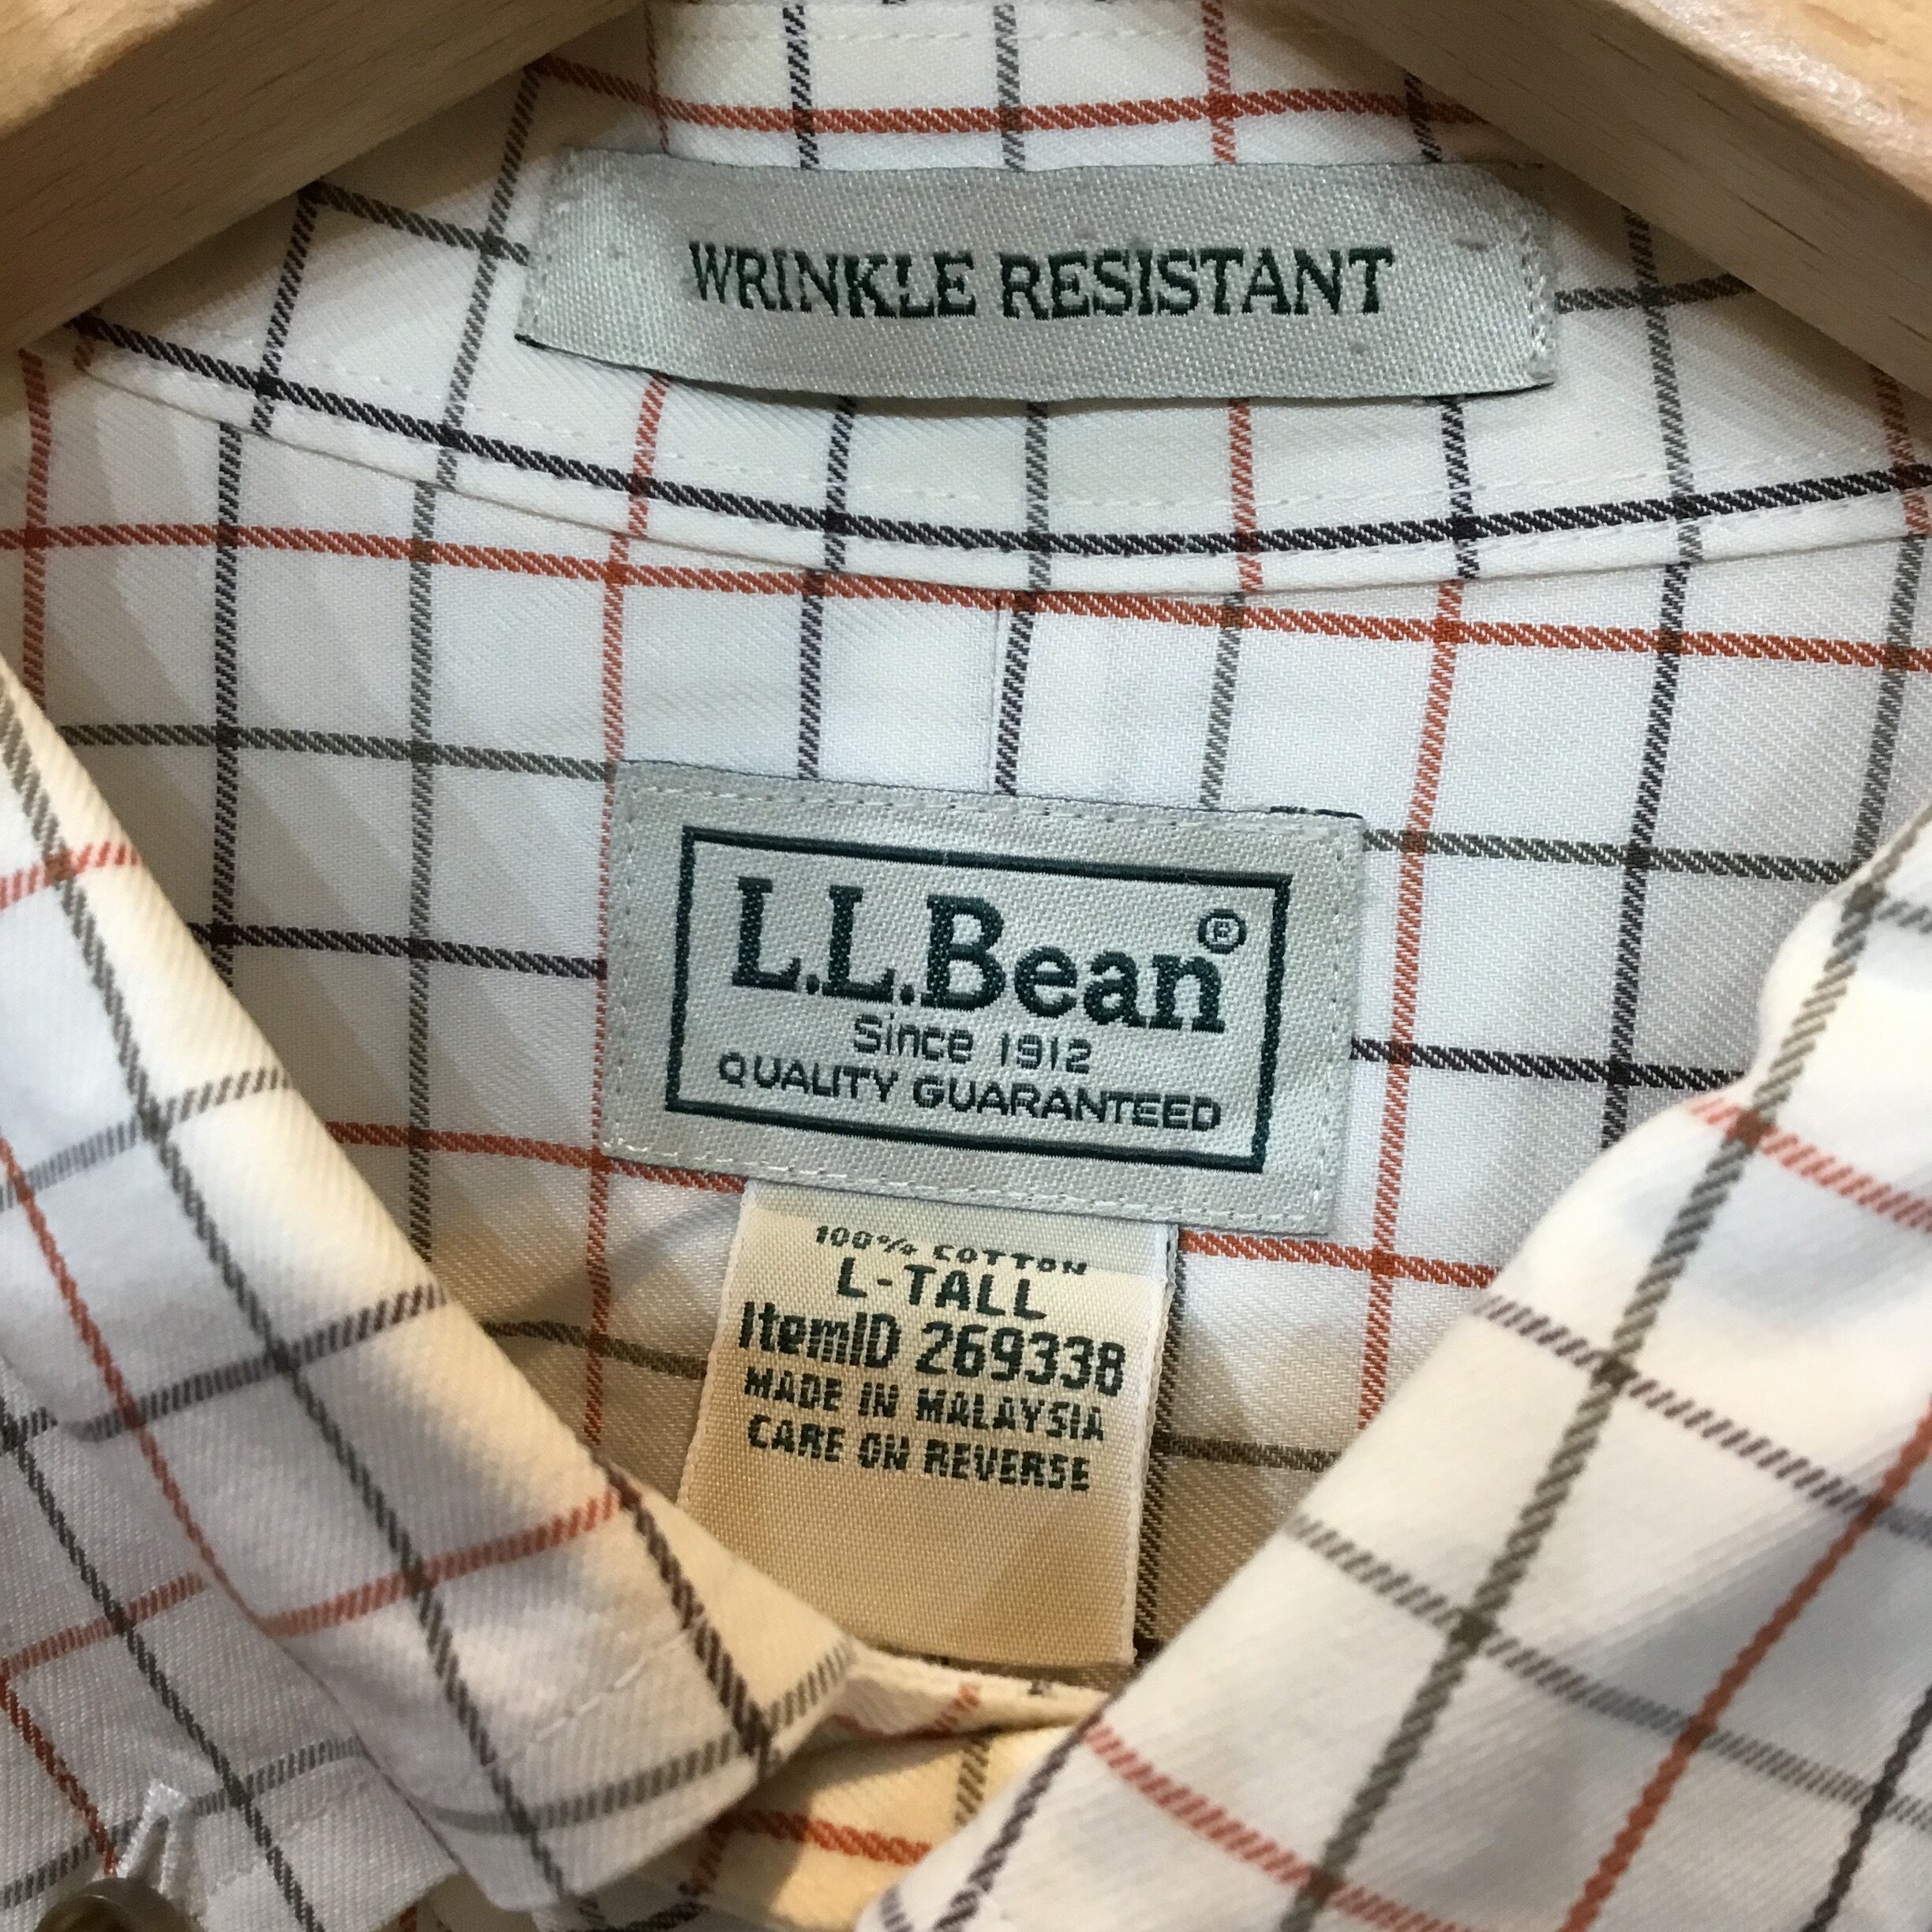 WRINKLE RESISTANT
L.L.Bean®
Since 1912
QUALITY GUARANTEED
100% COTTON
L-TALL
ItemID 269338
MADE IN MALAYSIA
CARE ON REVERSE